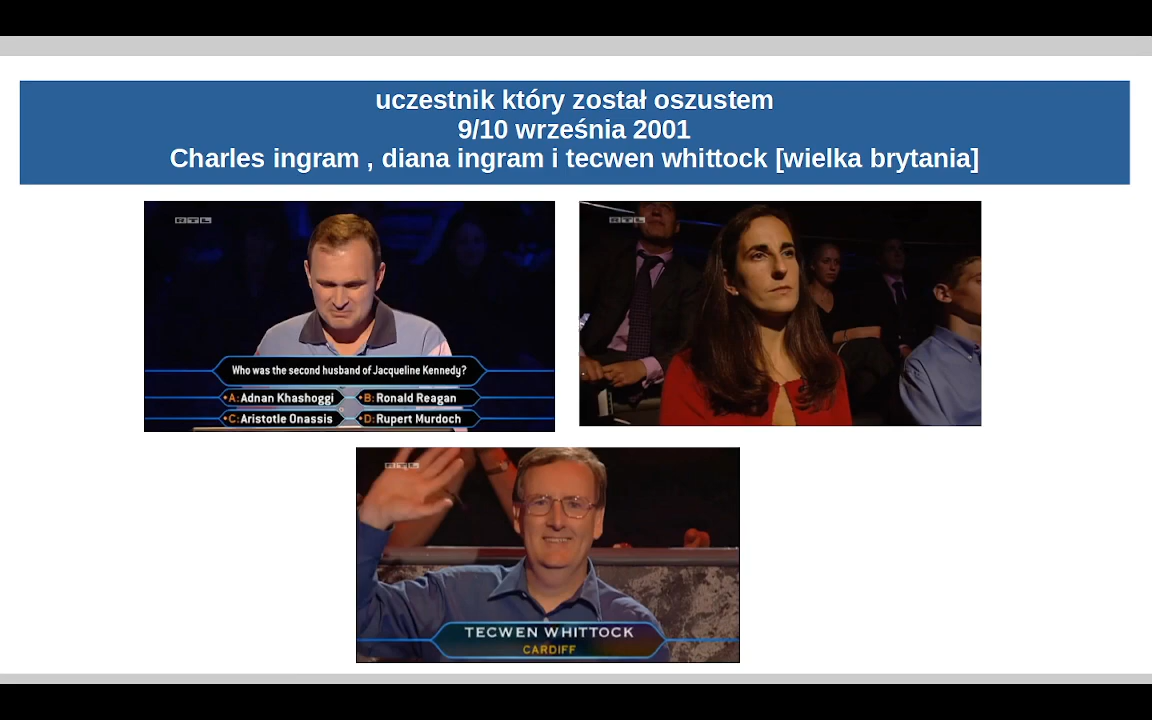 uczestnik który został oszustem
9/10 września 2001
Charles ingram , diana ingram i tecwen whittock [wielka brytania]
RTL
RTL
Who was the second husband of Jacqueline Kennedy?
A: Adnan Khashoggi B: Ronald Reagan
C: Aristotle Onassis D: Rupert Murdoch
RTL
TECWEN WHITTOCK
CARDIFF